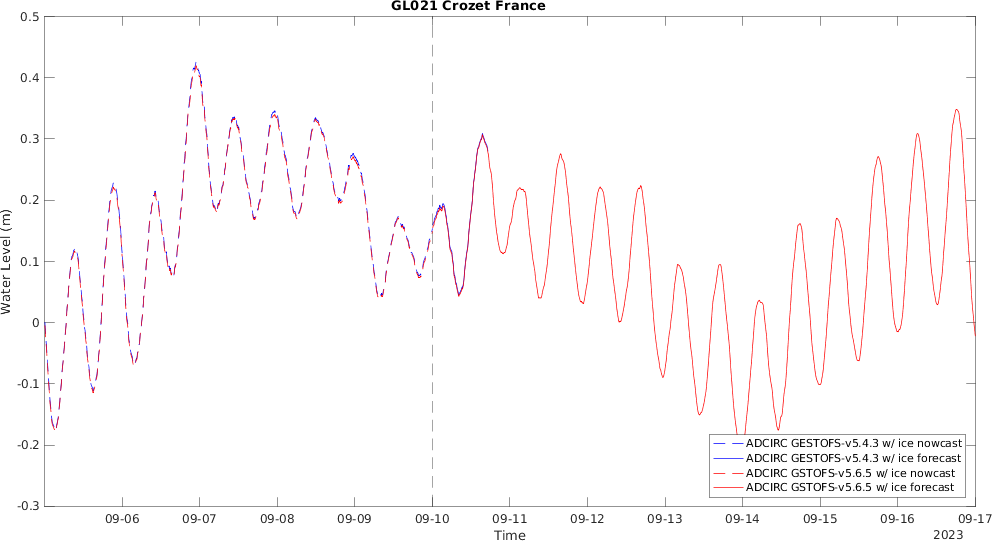 GL021 Crozet France
0.5
0.4
0.3
0.2
0.1
0
-0.1
-0.2
-0.3
Water Level (m)
ADCIRC GESTOFS-v5.4.3 w/ ice nowcast
ADCIRC GESTOFS-v5.4.3 w/ ice forecast
ADCIRC GSTOFS-v5.6.5 w/ ice nowcast
ADCIRC GSTOFS-v5.6.5 w/ ice forecast
09-06 09-07 09-08 09-09 09-10 09-11 09-12 09-13 09-14 09-15 09-16 09-17
Time
2023